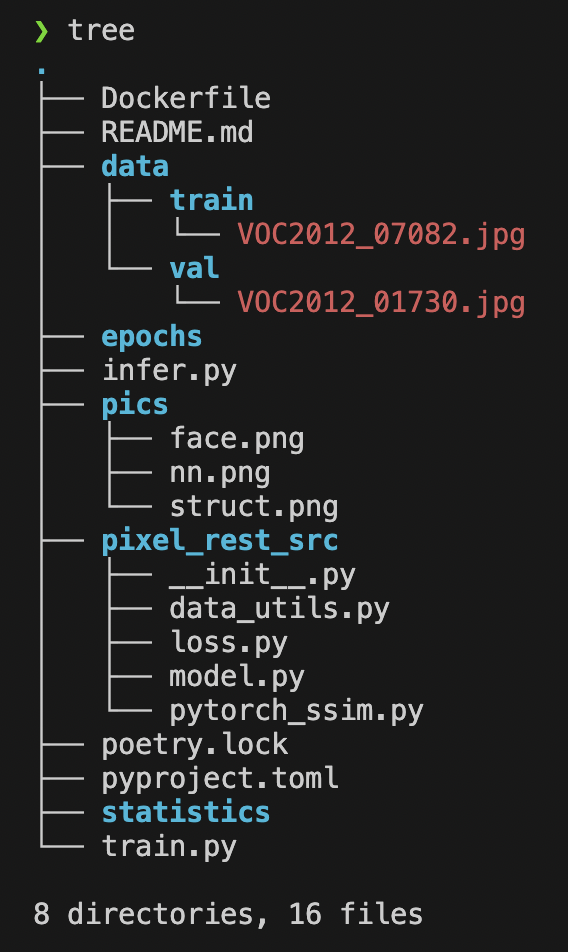 ❯ tree
.
├── Dockerfile
├── README.md
├── data
│   ├── train
│   │   └── VOC2012_07082.jpg
│   └── val
│       └── VOC2012_01730.jpg
├── epochs
├── infer.py
├── pics
│   ├── face.png
│   ├── nn.png
│   └── struct.png
├── pixel_rest_src
│   ├── __init__.py
│   ├── data_utils.py
│   ├── loss.py
│   ├── model.py
│   └── pytorch_ssim.py
├── poetry.lock
├── pyproject.toml
├── statistics
└── train.py
8 directories, 16 files